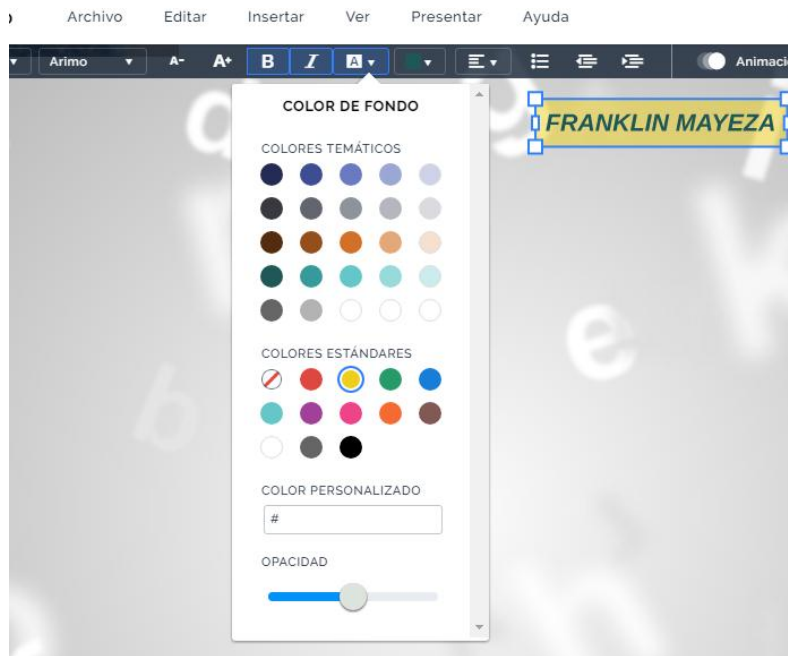 Archivo Editar Insertar Ver Presentar Ayuda
Arimo A- A+ B I A Animaci
COLOR DE FONDO
FRANKLIN MAYEZA
COLORES TEMÁTICOS
COLORES ESTÁNDARES
COLOR PERSONALIZADO
#
OPACIDAD
e
b